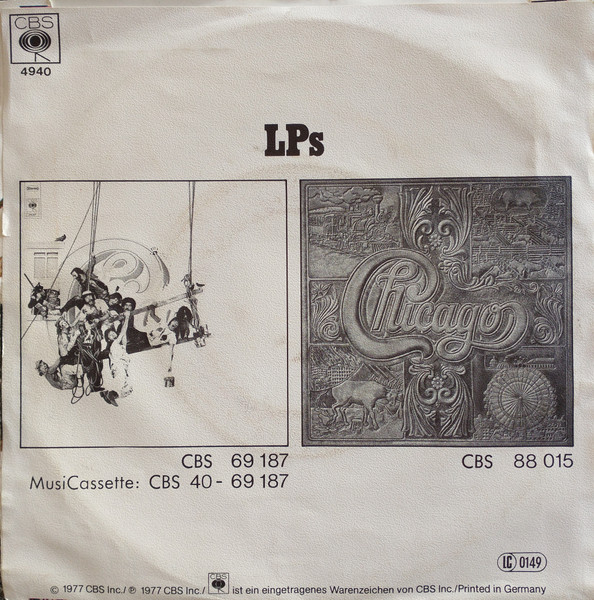 CBS
4940
LPs
Chicago
CBS 69 187
MusiCassette: CBS 40 - 69 187
CBS 88 015
LC 0149
© 1977 CBS Inc./℗ 1977 CBS Inc./ CBS ist ein eingetragenes Warenzeichen von CBS Inc./Printed in Germany